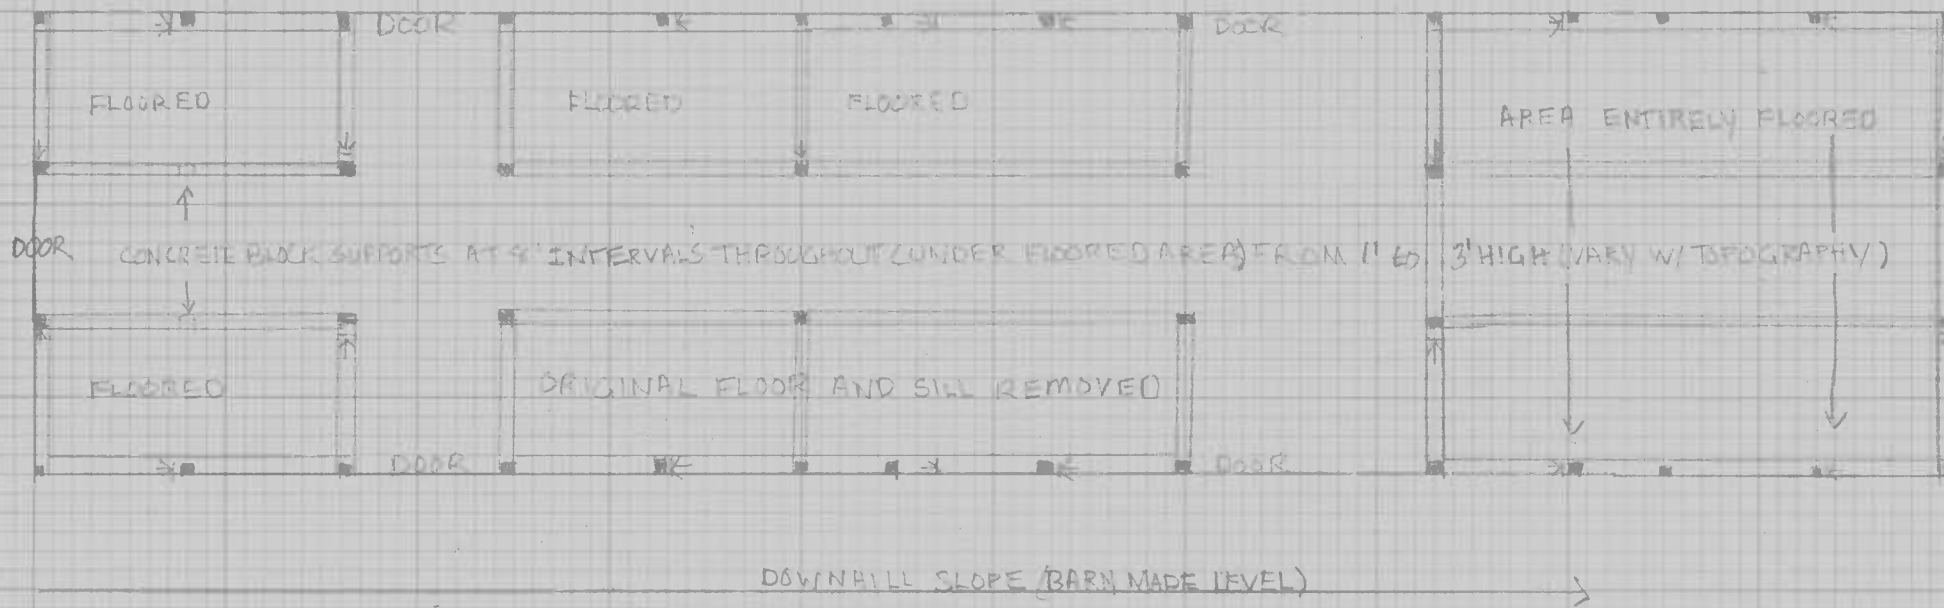 DOOR
DOOR
FLOORED
FLOORED
FLOORED
AREA ENTIRELY FLOORED
DOOR
CONCRETE BLOCK SUPPORTS AT INTERVALS THROUGHOUT (UNDER FLOORED AREA) FROM 1' to 3' HIGH (VARY W/ TOPOGRAPHY)
FLOORED
ORIGINAL FLOOR AND SILL REMOVED
DOOR
DOOR
DOWNHILL SLOPE (BARN MADE LEVEL)